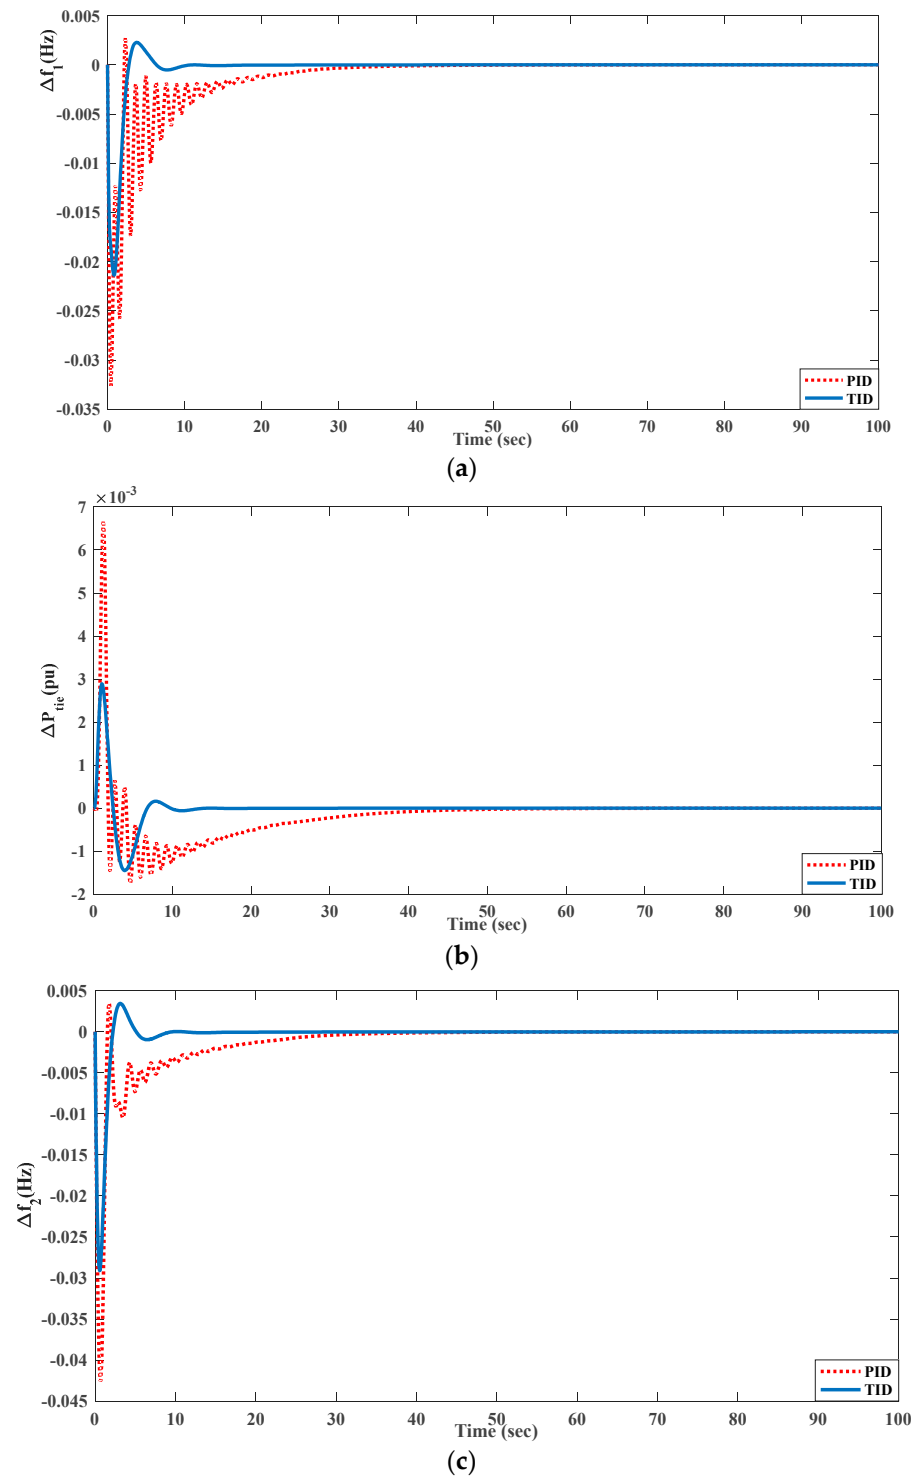 0.005
0
-0.005
-0.01
-0.015
-0.02
-0.025
-0.03
-0.035
Δf1(Hz)
PID
TID
0 10 20 30 40 50 60 70 80 90 100
Time (sec)
(a)
×10-3
7
6
5
4
3
2
1
0
-1
-2
ΔPtie(pu)
PID
TID
0 10 20 30 40 50 60 70 80 90 100
Time (sec)
(b)
0.005
0
-0.005
-0.01
-0.015
-0.02
-0.025
-0.03
-0.035
-0.04
-0.045
Δf2(Hz)
PID
TID
0 10 20 30 40 50 60 70 80 90 100
Time (sec)
(c)